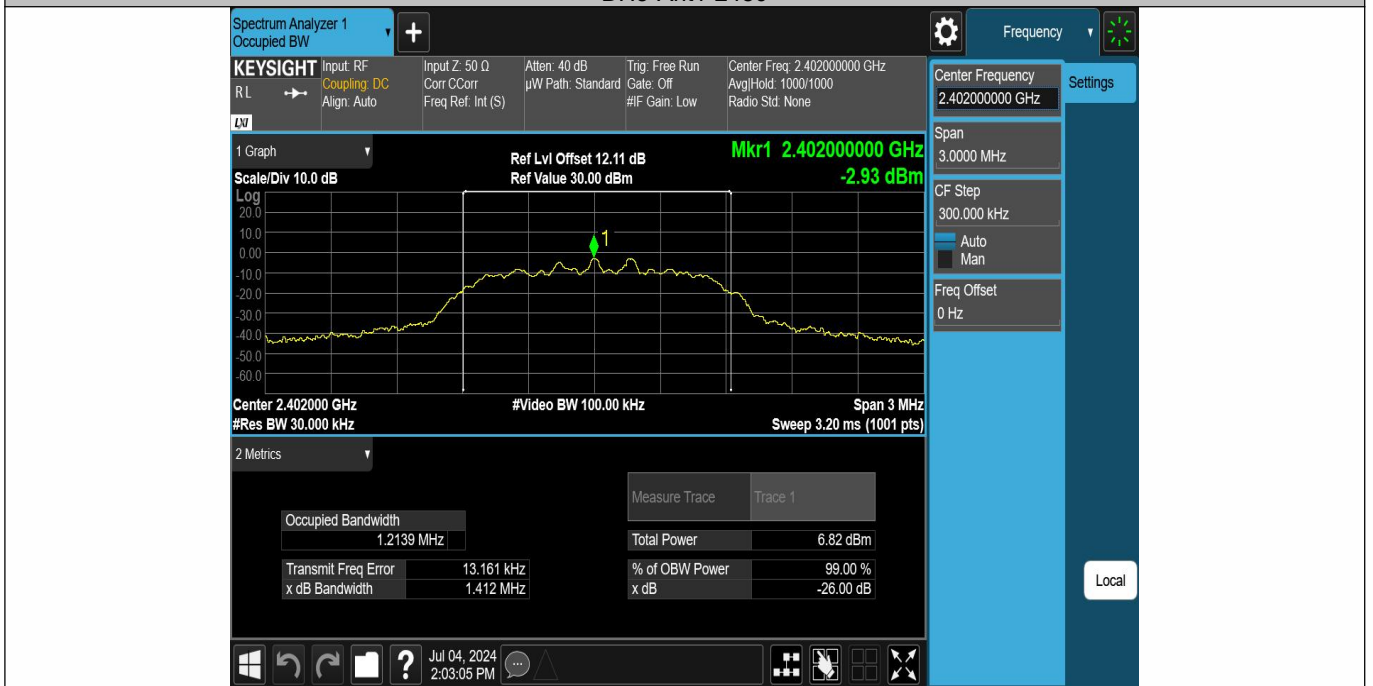 Spectrum Analyzer 1
Occupied BW
+
Frequency
KEYSIGHT
RL
LXI
Input: RF
Coupling: DC
Align: Auto
Input Z: 50 Ω
Corr CCorr
Freq Ref: Int (S)
Atten: 40 dB
µW Path: Standard
Trig: Free Run
Gate: Off
#IF Gain: Low
Center Freq: 2.402000000 GHz
Avg|Hold: 1000/1000
Radio Std: None
Center Frequency
2.402000000 GHz
Settings
Span
3.0000 MHz
CF Step
300.000 kHz
Auto
Man
Freq Offset
0 Hz
Local
1 Graph
Scale/Div 10.0 dB
Ref Lvl Offset 12.11 dB
Ref Value 30.00 dBm
Mkr1 2.402000000 GHz
-2.93 dBm
Log
20.0
10.0
0.00
-10.0
-20.0
-30.0
-40.0
-50.0
-60.0
1
Center 2.402000 GHz
#Res BW 30.000 kHz
#Video BW 100.00 kHz
Span 3 MHz
Sweep 3.20 ms (1001 pts)
2 Metrics
Measure Trace Trace 1
Occupied Bandwidth
1.2139 MHz
Total Power 6.82 dBm
Transmit Freq Error 13.161 kHz
% of OBW Power 99.00 %
x dB Bandwidth 1.412 MHz
x dB -26.00 dB
?
Jul 04, 2024
2:03:05 PM